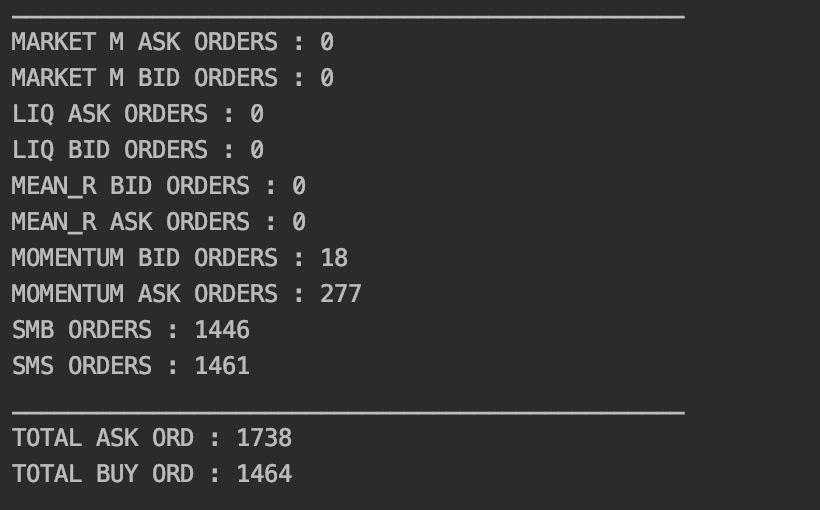 MARKET M ASK ORDERS : 0
MARKET M BID ORDERS : 0
LIQ ASK ORDERS : 0
LIQ BID ORDERS : 0
MEAN_R BID ORDERS : 0
MEAN_R ASK ORDERS : 0
MOMENTUM BID ORDERS : 18
MOMENTUM ASK ORDERS : 277
SMB ORDERS : 1446
SMS ORDERS : 1461
TOTAL ASK ORD : 1738
TOTAL BUY ORD : 1464